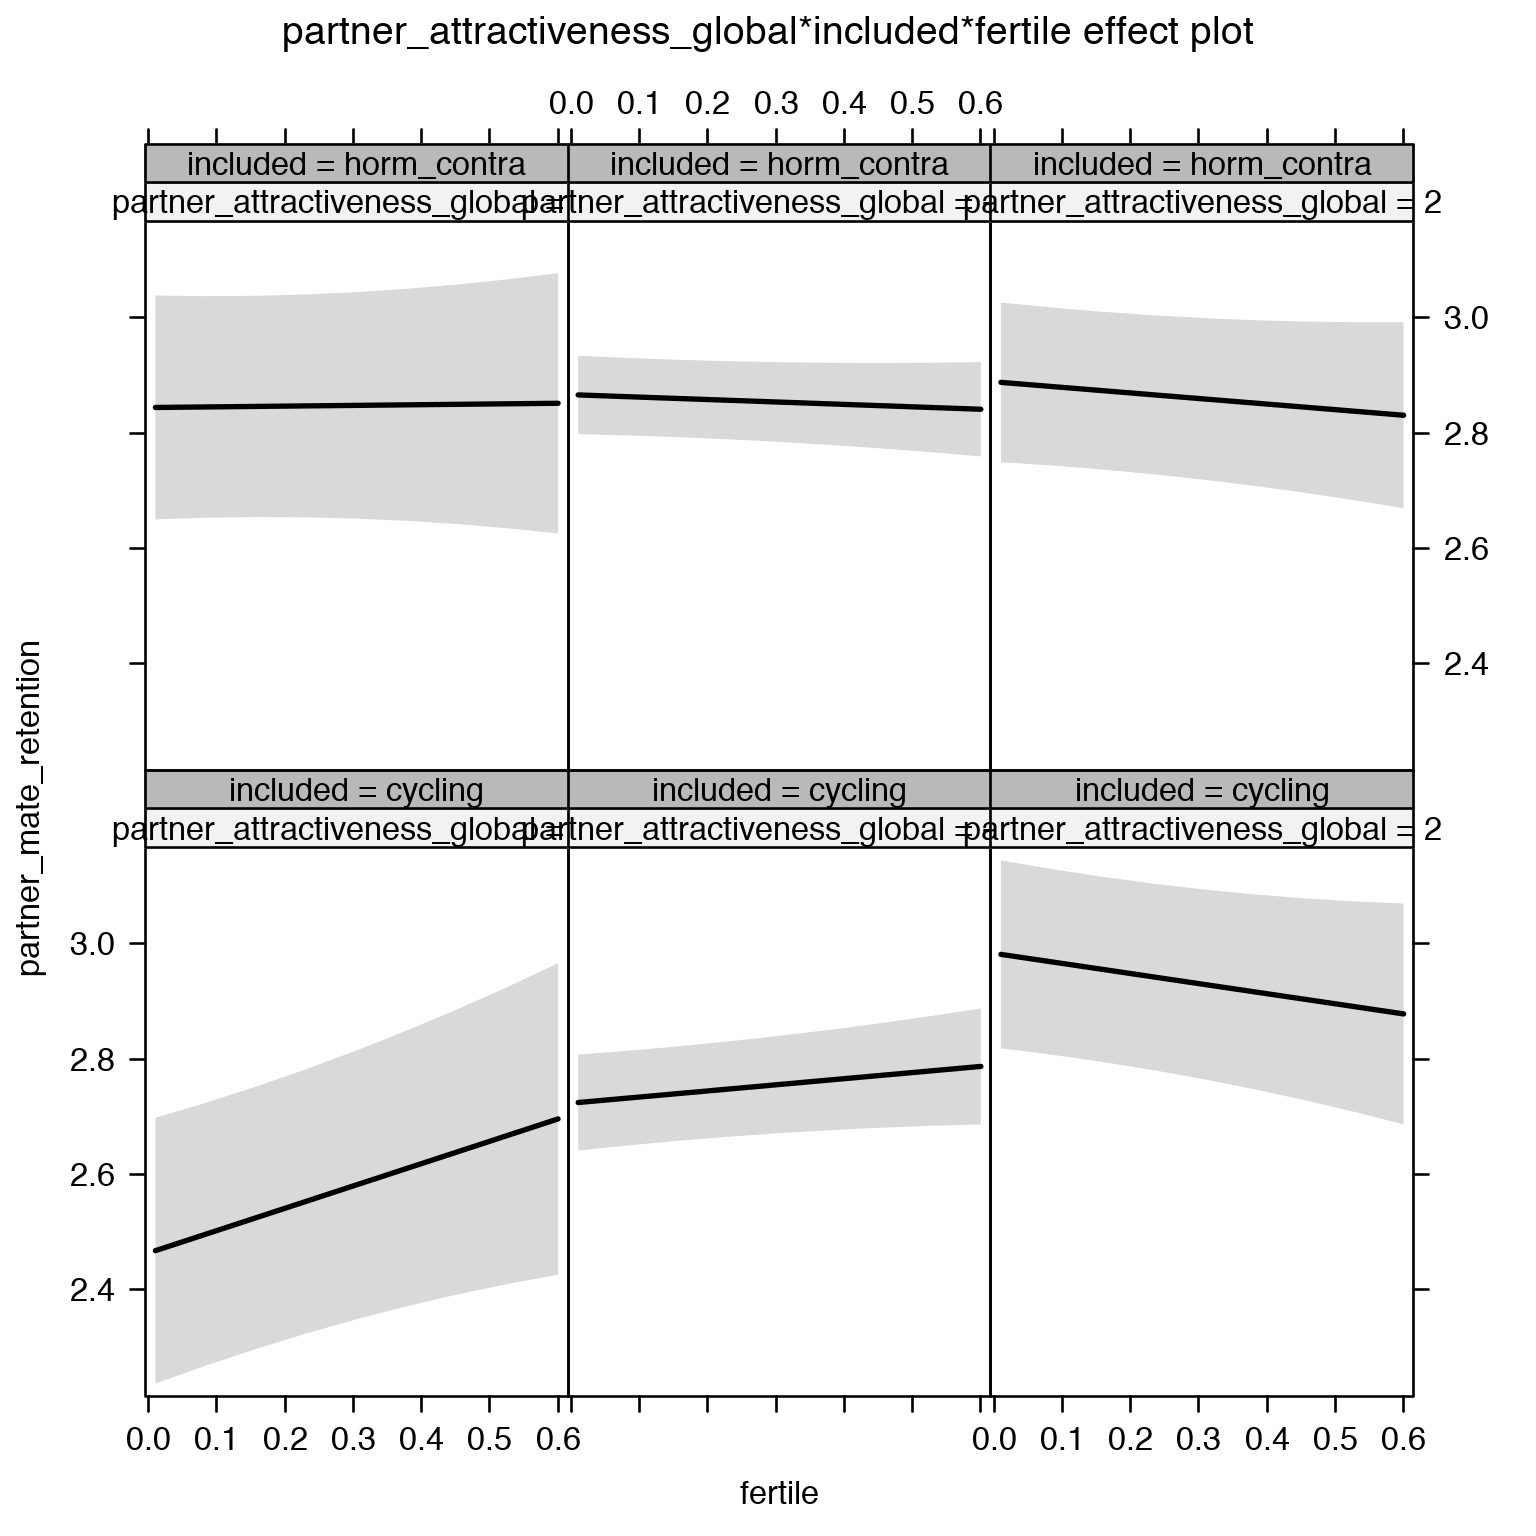 partner_attractiveness_global*included*fertile effect plot
0.0 0.1 0.2 0.3 0.4 0.5 0.6
included = horm_contra included = horm_contra included = horm_contra
partner_attractiveness_global = partner_attractiveness_global = partner_attractiveness_global = 2
3.0
2.8
2.6
2.4
partner_mate_retention
included = cycling included = cycling included = cycling
partner_attractiveness_global = partner_attractiveness_global = partner_attractiveness_global = 2
3.0
2.8
2.6
2.4
0.0 0.1 0.2 0.3 0.4 0.5 0.6 0.0 0.1 0.2 0.3 0.4 0.5 0.6
fertile